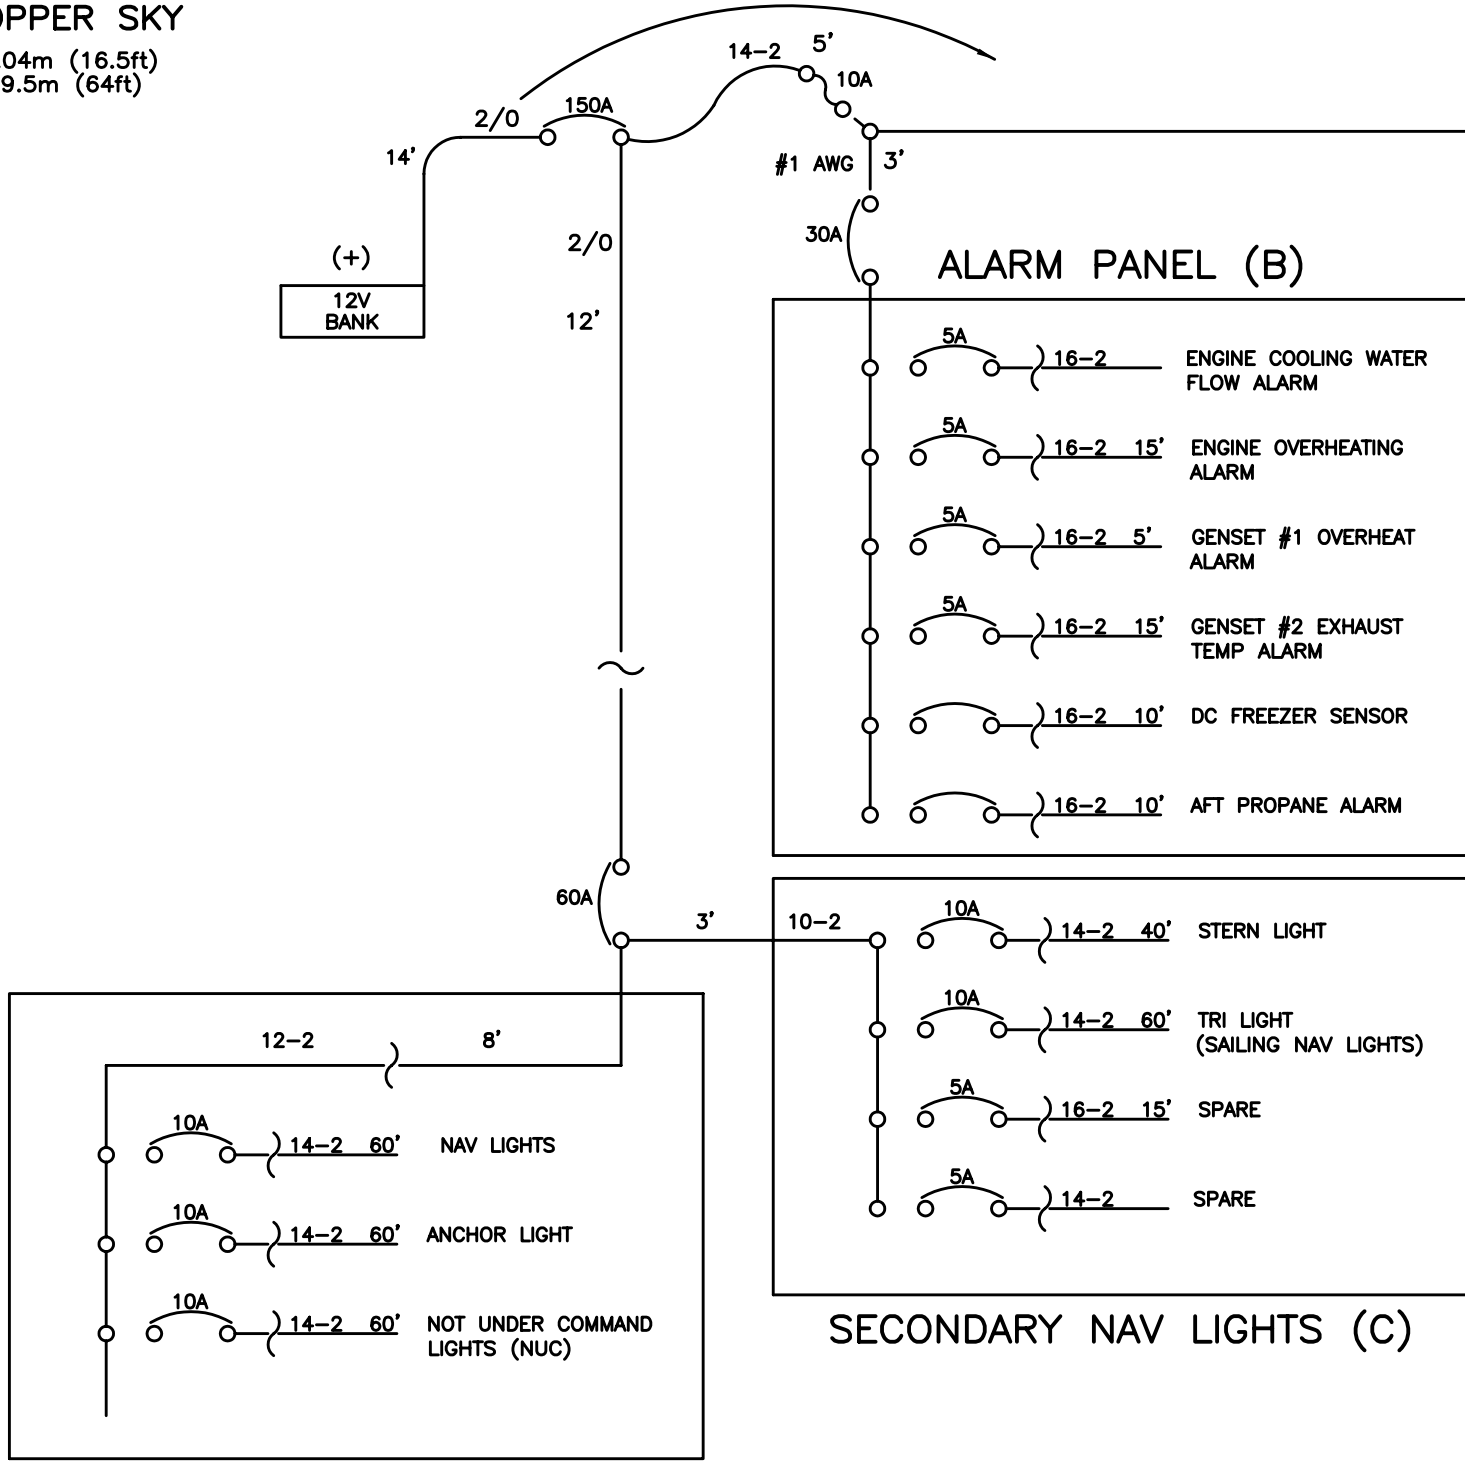 SKY
(16.5ft)
(64ft)
14-2 5'
10A
2/0 150A
14'
#1 AWG 3'
30A
(+)
12V
BANK
2/0
12'
ALARM PANEL (B)
5A
16-2 ENGINE COOLING WATER
FLOW ALARM
5A
16-2 15' ENGINE OVERHEATING
ALARM
5A
16-2 5' GENSET #1 OVERHEAT
ALARM
5A
16-2 15' GENSET #2 EXHAUST
TEMP ALARM
16-2 10' DC FREEZER SENSOR
16-2 10' AFT PROPANE ALARM
60A
3' 10-2
10A
14-2 40' STERN LIGHT
10A
14-2 60' TRI LIGHT
(SAILING NAV LIGHTS)
5A
16-2 15' SPARE
5A
14-2 SPARE
SECONDARY NAV LIGHTS (C)
12-2 8'
10A
14-2 60' NAV LIGHTS
10A
14-2 60' ANCHOR LIGHT
10A
14-2 60' NOT UNDER COMMAND
LIGHTS (NUC)